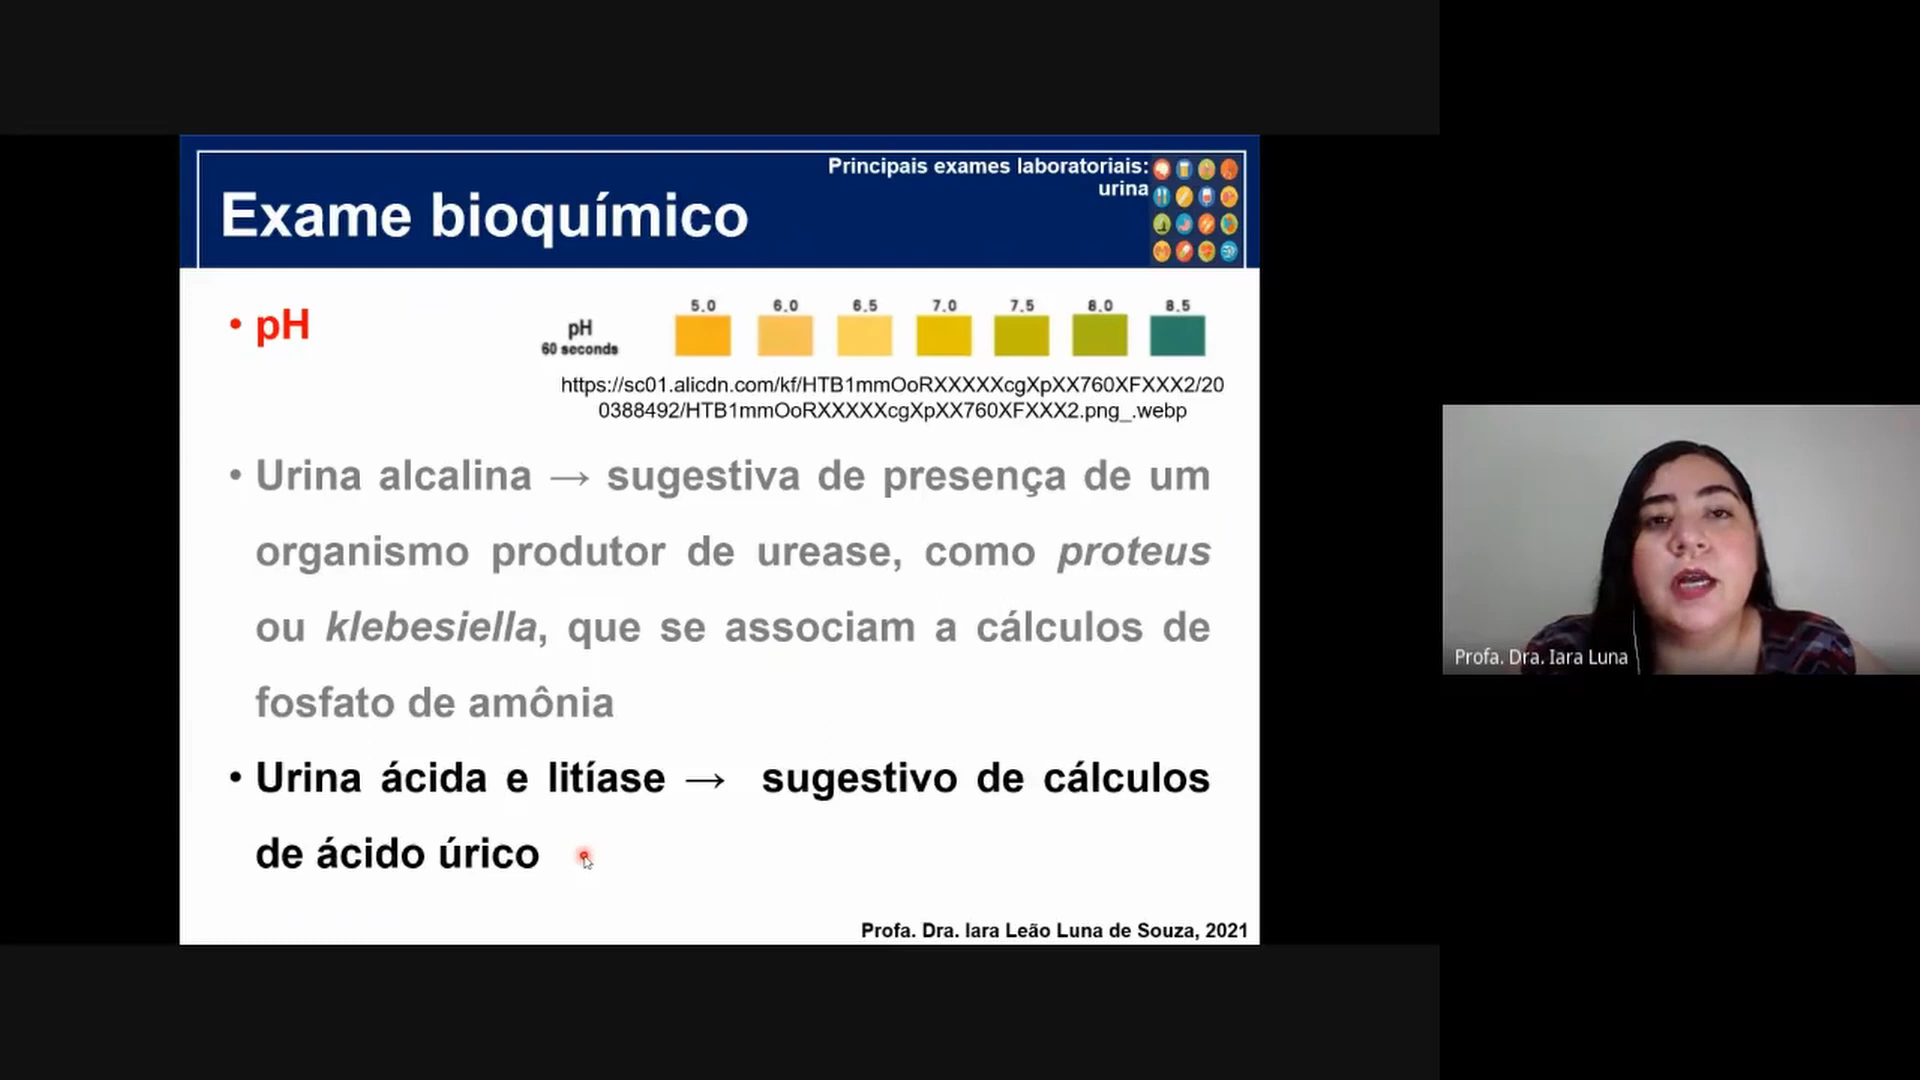 Principais exames laboratoriais:
urina
Exame bioquímico
• pH
pH
60 seconds
5.0 6.0 6.5 7.0 7.5 8.0 8.5
https://sc01.alicdn.com/kf/HTB1mmOoRXXXXXcgXpXX760XFXXX2/20
0388492/HTB1mmOoRXXXXXcgXpXX760XFXXX2.png_.webp
• Urina alcalina → sugestiva de presença de um
organismo produtor de urease, como proteus
ou klebesiella, que se associam a cálculos de
fosfato de amônia
• Urina ácida e litíase → sugestivo de cálculos
de ácido úrico
Profa. Dra. Iara Leão Luna de Souza, 2021
Profa. Dra. Iara Luna